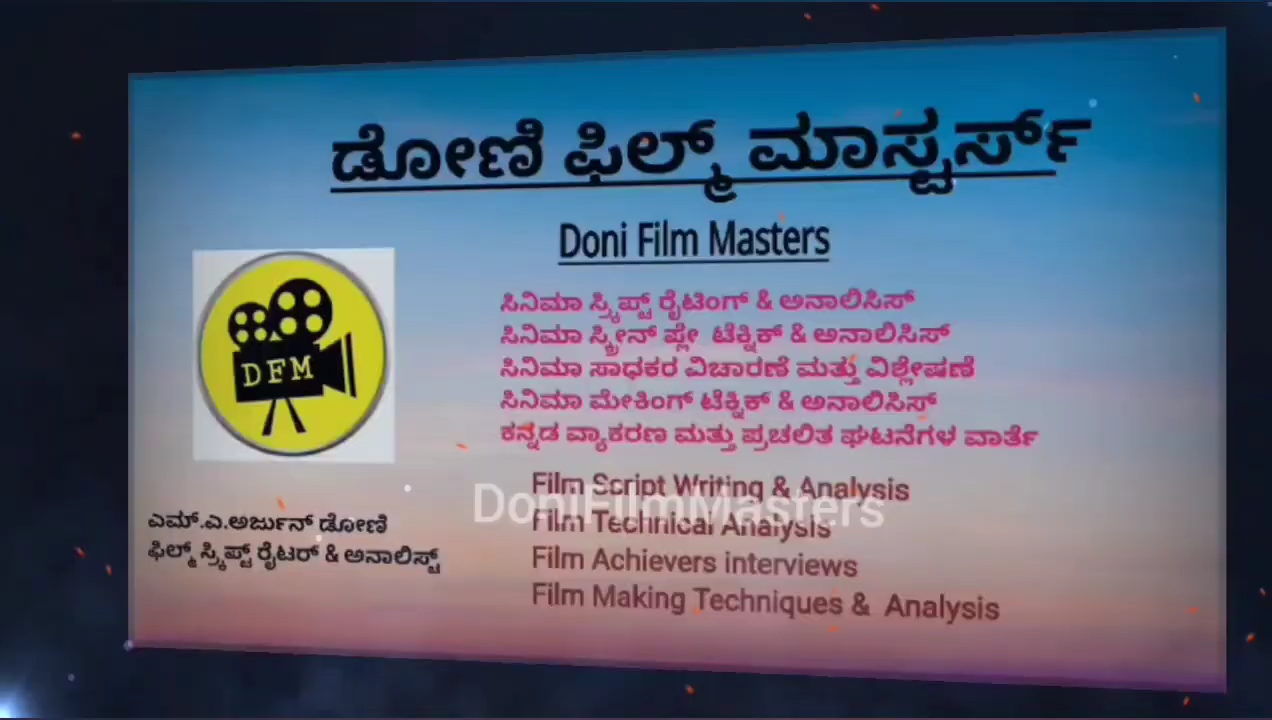 ಡೋಣಿ ಫಿಲ್ಮ್ ಮಾಸ್ಟರ್ಸ್
Doni Film Masters
ಸಿನಿಮಾ ಸ್ಕ್ರಿಪ್ಟ್ ರೈಟಿಂಗ್ & ಅನಾಲಿಸಿಸ್
ಸಿನಿಮಾ ಸ್ಕ್ರೀನ್ ಪ್ಲೇ ಟೆಕ್ನಿಕ್ & ಅನಾಲಿಸಿಸ್
ಸಿನಿಮಾ ಸಾಧಕರ ವಿಚಾರಣೆ ಮತ್ತು ವಿಶ್ಲೇಷಣೆ
ಸಿನಿಮಾ ಮೇಕಿಂಗ್ ಟೆಕ್ನಿಕ್ & ಅನಾಲಿಸಿಸ್
ಕನ್ನಡ ವ್ಯಾಕರಣ ಮತ್ತು ಪ್ರಚಲಿತ ಘಟನೆಗಳ ವಾರ್ತೆ
DFM
Film Script Writing & Analysis
DoniFilmMasters
Film Technical Analysis
Film Achievers interviews
Film Making Techniques & Analysis
ಎಮ್.ಎ.ಅರ್ಜುನ್ ಡೋಣಿ
ಫಿಲ್ಮ್ ಸ್ಕ್ರಿಪ್ಟ್ ರೈಟರ್ & ಅನಾಲಿಸ್ಟ್